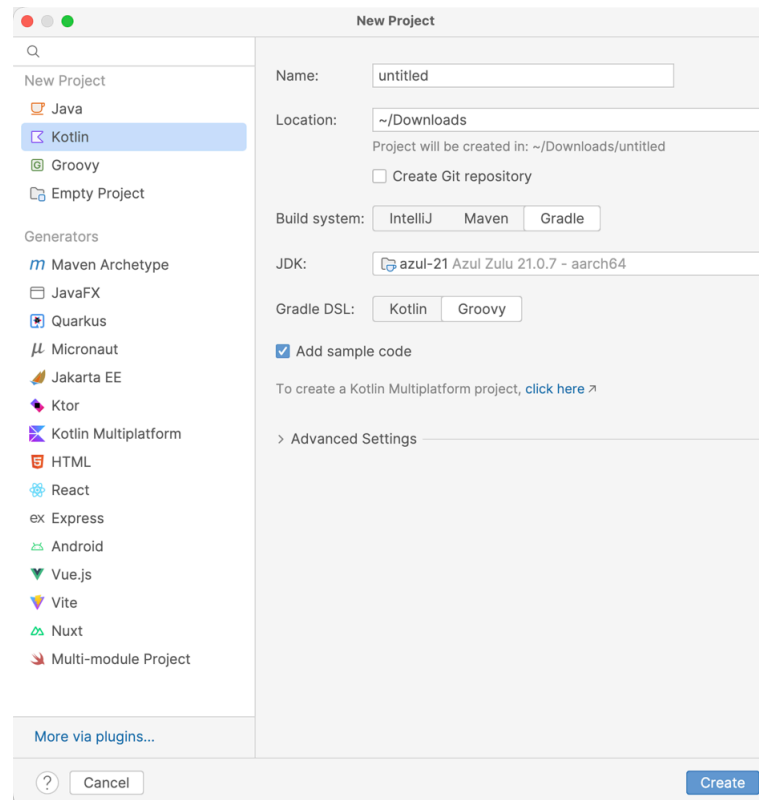 New Project
New Project
Java
Kotlin
Groovy
Empty Project
Generators
m Maven Archetype
JavaFX
Quarkus
μ Micronaut
Jakarta EE
Ktor
Kotlin Multiplatform
HTML
React
ex Express
Android
Vue.js
Vite
Nuxt
Multi-module Project
More via plugins...
Name: untitled
Location: ~/Downloads
Project will be created in: ~/Downloads/untitled
Create Git repository
Build system: IntelliJ Maven Gradle
JDK: azul-21 Azul Zulu 21.0.7 - aarch64
Gradle DSL: Kotlin Groovy
Add sample code
To create a Kotlin Multiplatform project, click here ↗
Advanced Settings
? Cancel Create